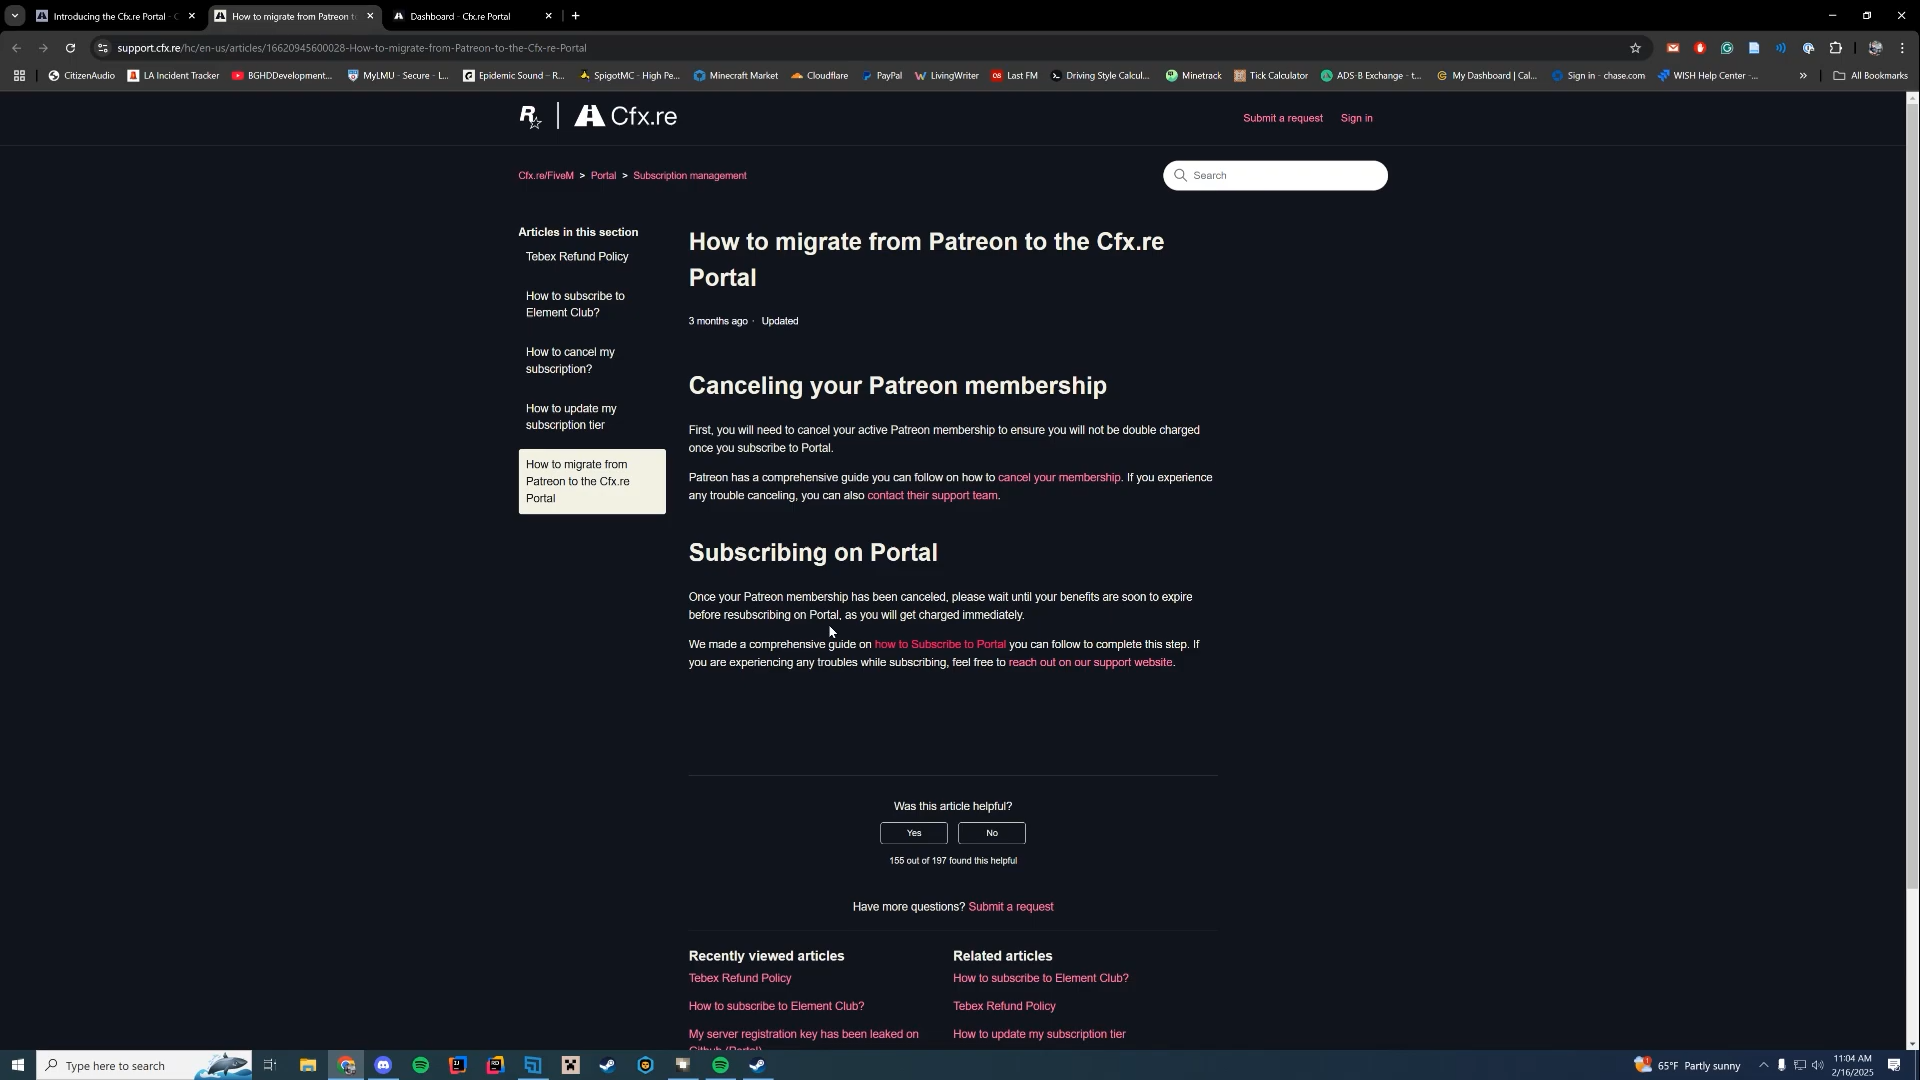 Introducing the Cfx.re Portal - C
How to migrate from Patreon to
Dashboard - Cfx.re Portal
support.cfx.re/hc/en-us/articles/16620945600028-How-to-migrate-from-Patreon-to-the-Cfx-re-Portal
CitizenAudio
LA Incident Tracker
BGHDDevelopment...
MyLMU - Secure - L...
Epidemic Sound – R...
SpigotMC - High Pe...
Minecraft Market
Cloudflare
PayPal
LivingWriter
Last FM
Driving Style Calcul...
Minetrack
Tick Calculator
ADS-B Exchange - t...
My Dashboard | Cal...
Sign in - chase.com
WISH Help Center -...
»
All Bookmarks
Cfx.re
Submit a request
Sign in
Cfx.re/FiveM > Portal > Subscription management
Search
Articles in this section
Tebex Refund Policy
How to subscribe to
Element Club?
How to cancel my
subscription?
How to update my
subscription tier
How to migrate from
Patreon to the Cfx.re
Portal
How to migrate from Patreon to the Cfx.re
Portal
3 months ago · Updated
Canceling your Patreon membership
First, you will need to cancel your active Patreon membership to ensure you will not be double charged
once you subscribe to Portal.
Patreon has a comprehensive guide you can follow on how to cancel your membership. If you experience
any trouble canceling, you can also contact their support team.
Subscribing on Portal
Once your Patreon membership has been canceled, please wait until your benefits are soon to expire
before resubscribing on Portal, as you will get charged immediately.
We made a comprehensive guide on how to Subscribe to Portal you can follow to complete this step. If
you are experiencing any troubles while subscribing, feel free to reach out on our support website.
Was this article helpful?
Yes
No
155 out of 197 found this helpful
Have more questions? Submit a request
Recently viewed articles
Tebex Refund Policy
How to subscribe to Element Club?
My server registration key has been leaked on
Github (Portal)
Related articles
How to subscribe to Element Club?
Tebex Refund Policy
How to update my subscription tier
Type here to search
65°F Partly sunny
11:04 AM
2/16/2025